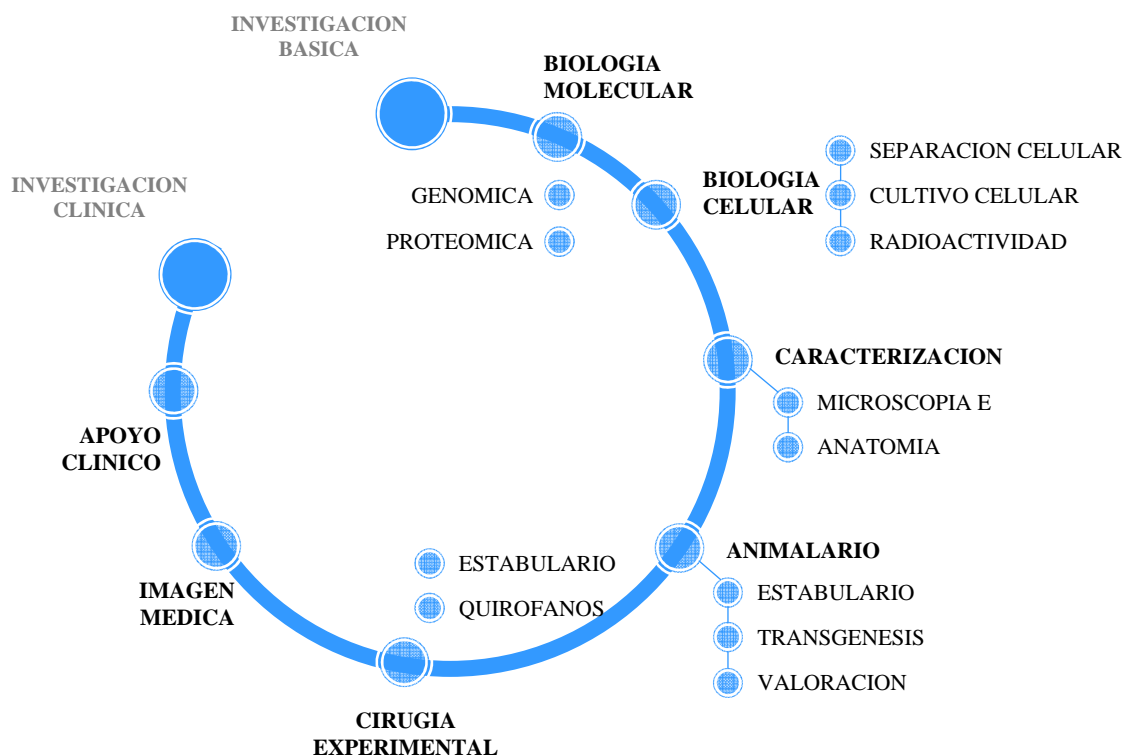 INVESTIGACION
BASICA
BIOLOGIA
MOLECULAR
GENOMICA
PROTEOMICA
BIOLOGIA
CELULAR
SEPARACION CELULAR
CULTIVO CELULAR
RADIOACTIVIDAD
CARACTERIZACION
MICROSCOPIA E
ANATOMIA
ANIMALARIO
ESTABULARIO
TRANSGENESIS
VALORACION
ESTABULARIO
QUIROFANOS
CIRUGIA
EXPERIMENTAL
IMAGEN
MEDICA
APOYO
CLINICO
INVESTIGACION
CLINICA